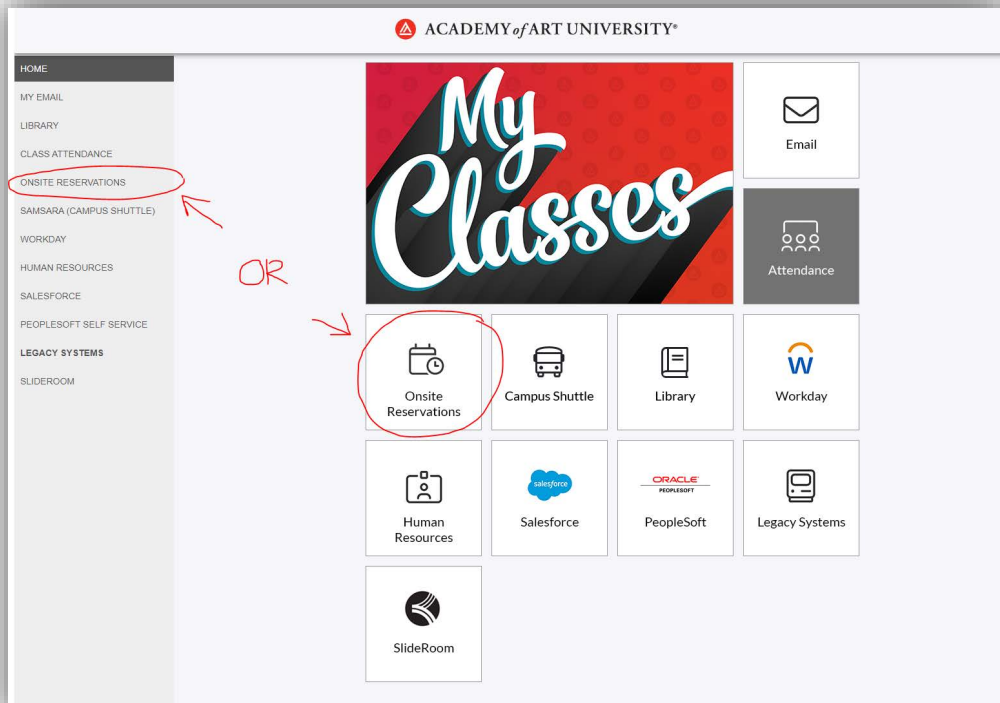 ACADEMY of ART UNIVERSITY®
HOME
MY EMAIL
LIBRARY
CLASS ATTENDANCE
ONSITE RESERVATIONS
SAMSARA (CAMPUS SHUTTLE)
WORKDAY
HUMAN RESOURCES
SALESFORCE
PEOPLESOFT SELF SERVICE
LEGACY SYSTEMS
SLIDEROOM
OR
My
Classes
Email
Attendance
Onsite
Reservations
Campus Shuttle
Library
W
Workday
Human
Resources
salesforce
Salesforce
ORACLE
PEOPLESOFT
PeopleSoft
Legacy Systems
SlideRoom